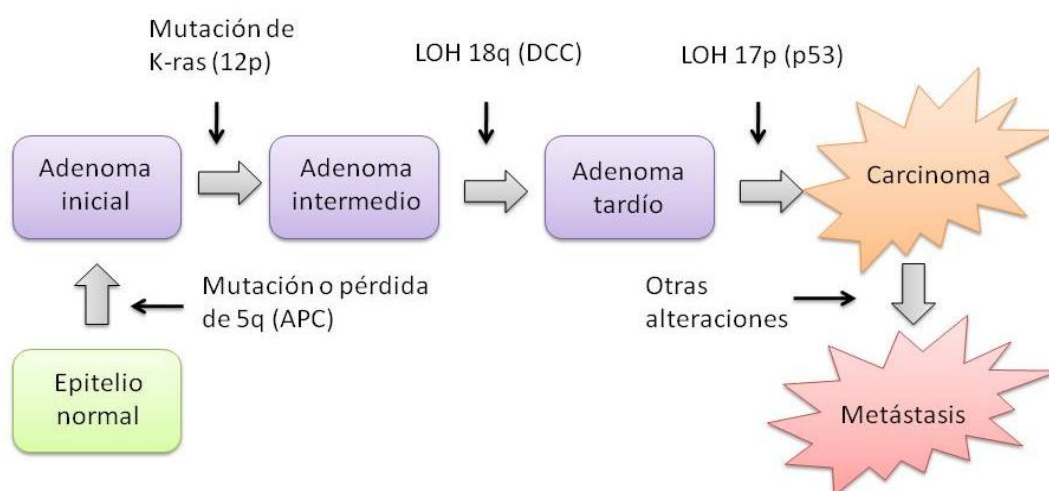 Mutación de
K-ras (12p)
LOH 18q (DCC)
LOH 17p (p53)
Adenoma
inicial
Adenoma
intermedio
Adenoma
tardío
Carcinoma
Mutación o pérdida
de 5q (APC)
Otras
alteraciones
Epitelio
normal
Metástasis